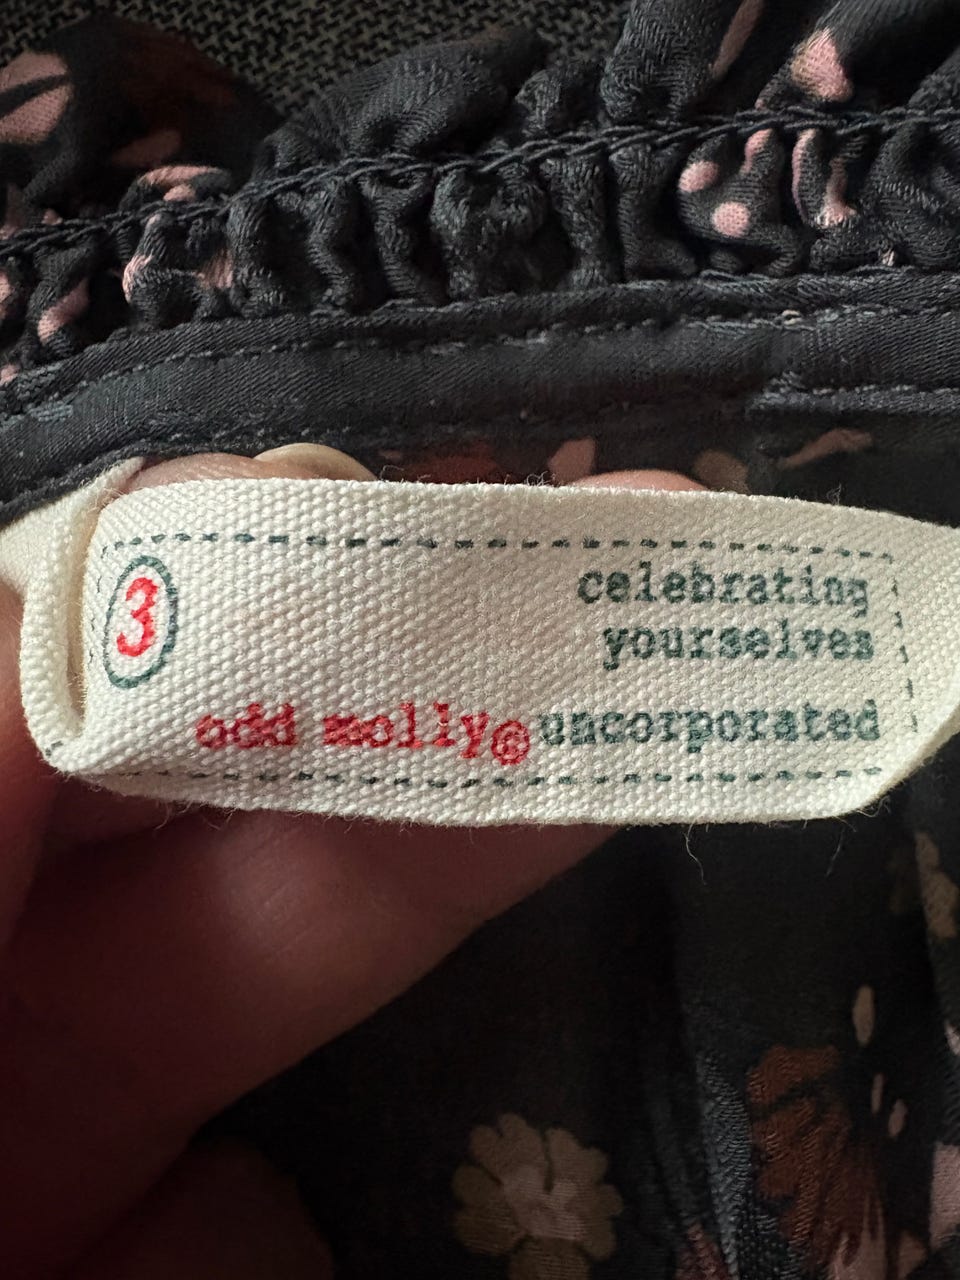 3
celebrating
yourselves
odd molly® uncorporated